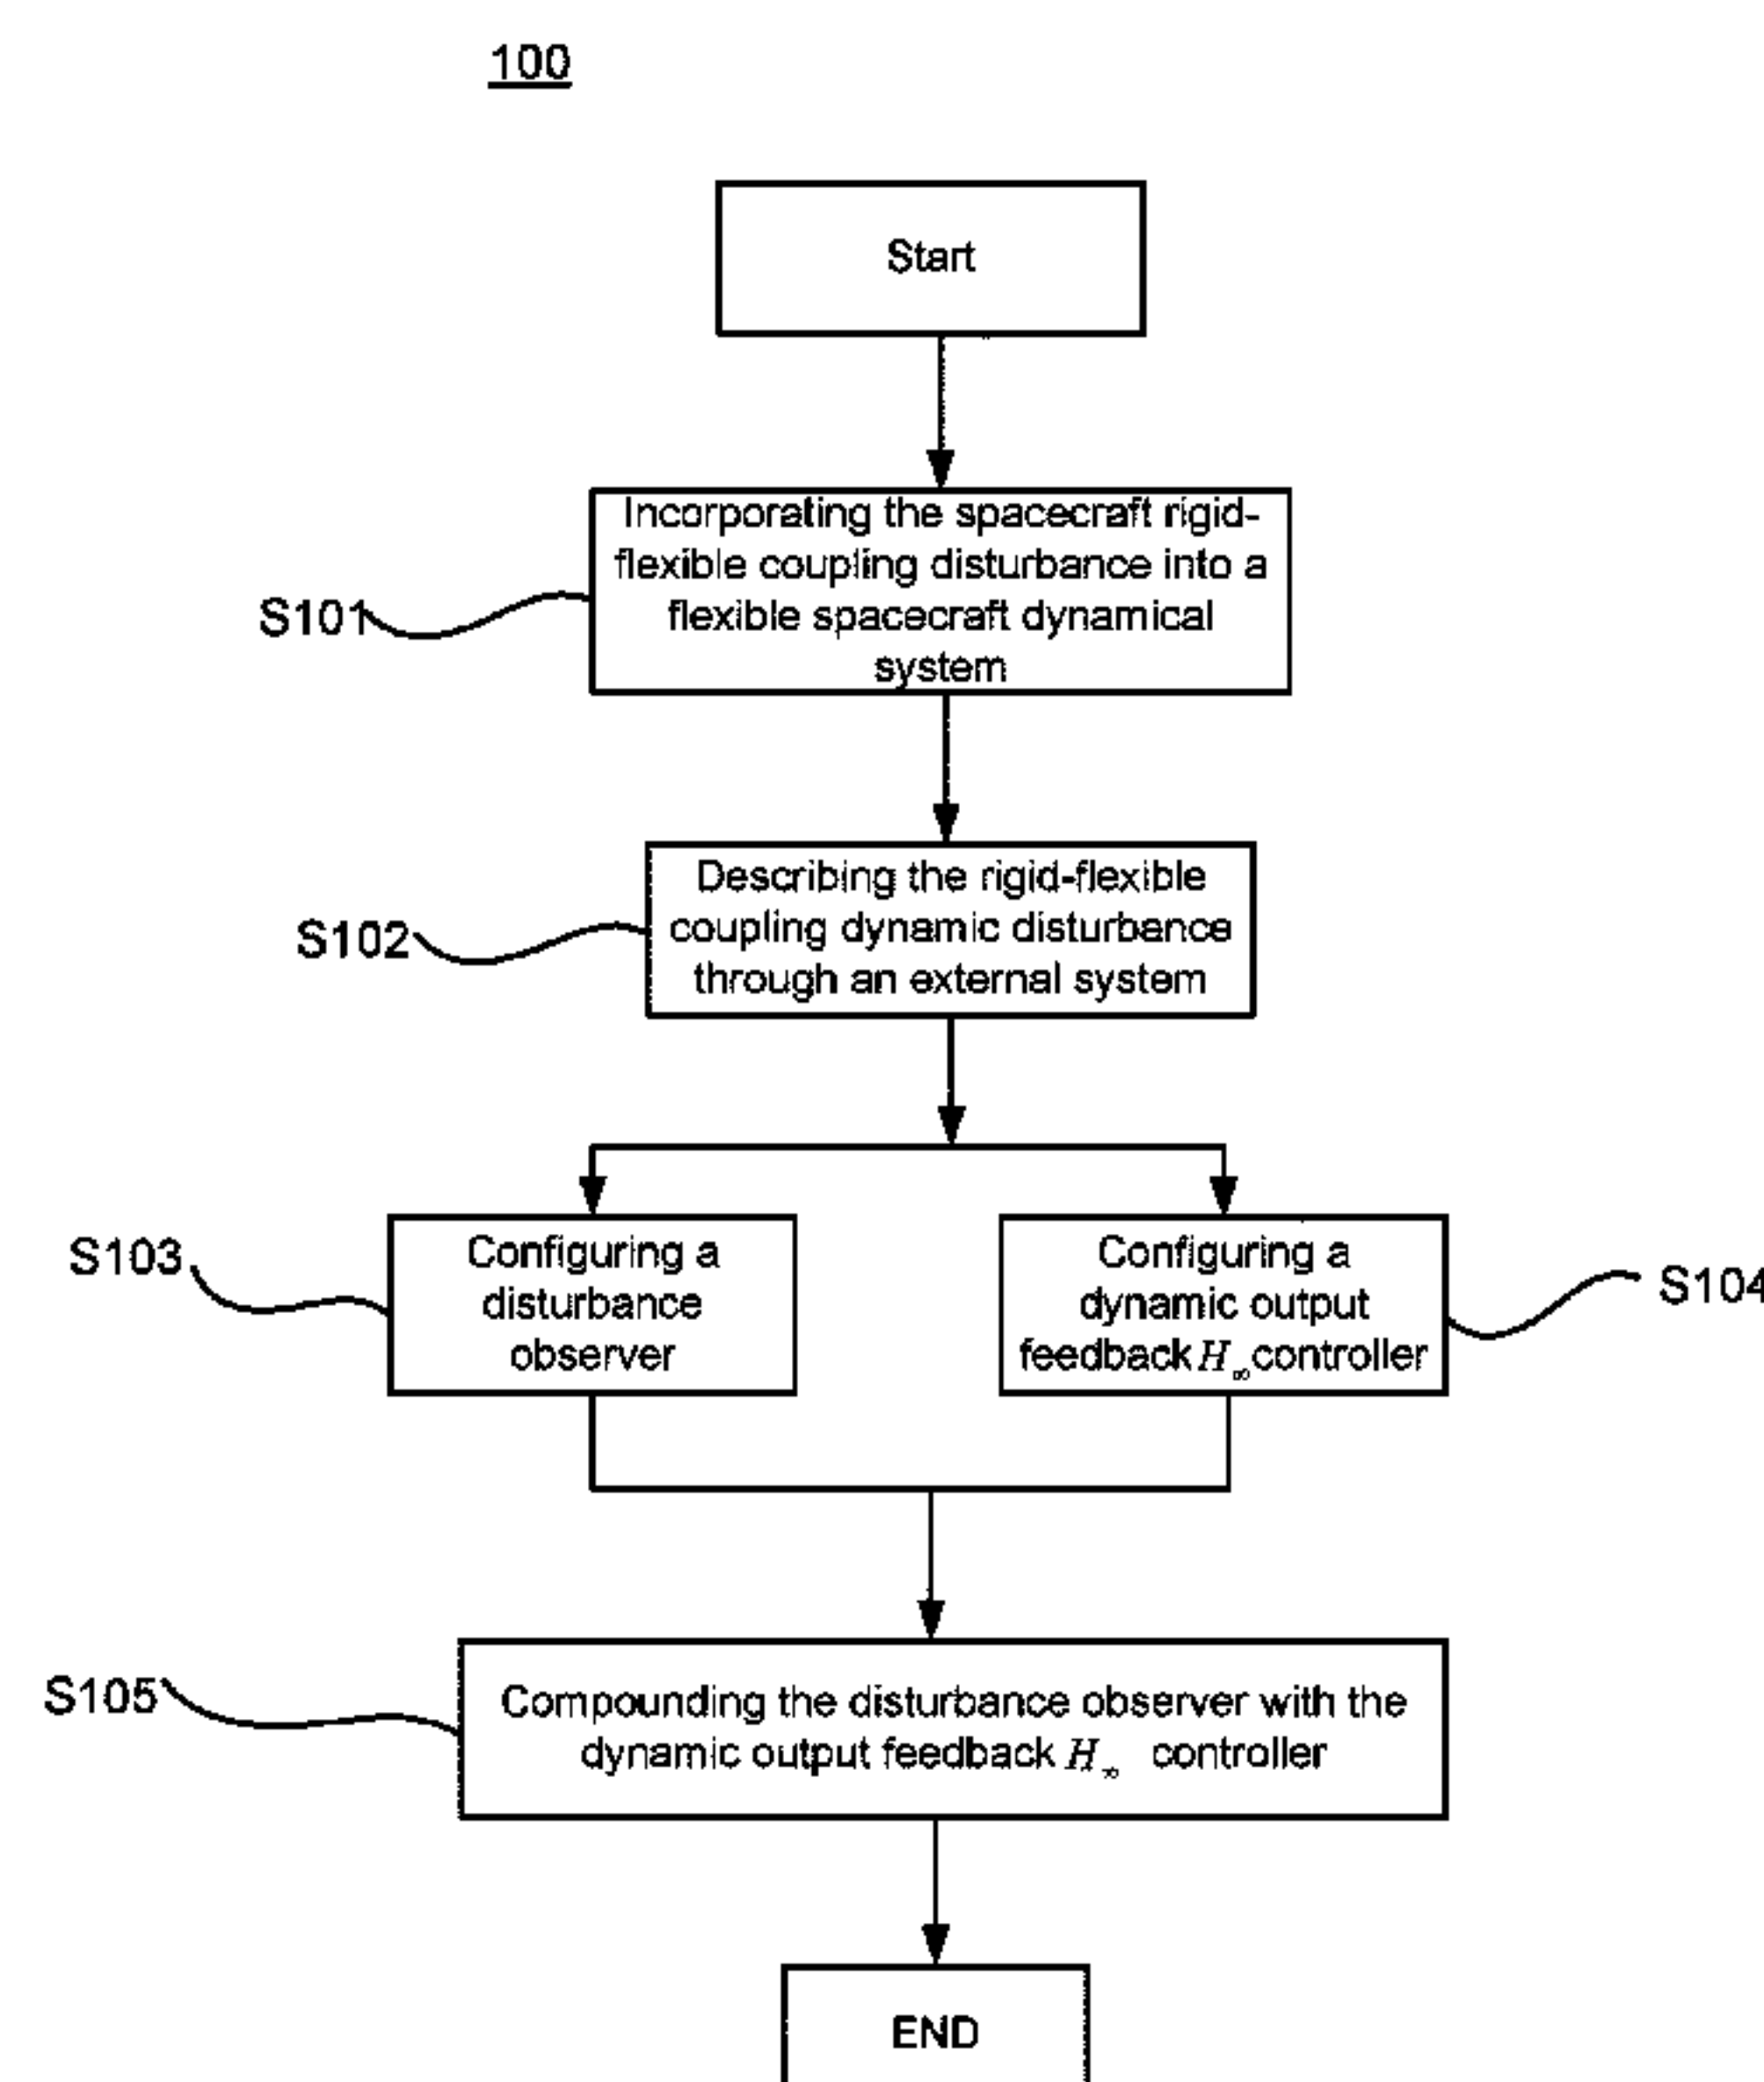 100
Start
Incorporating the spacecraft rigid-
flexible coupling disturbance into a
flexible spacecraft dynamical
system
S101
Describing the rigid-flexible
coupling dynamic disturbance
through an external system
S102
Configuring a
disturbance
observer
S103
Configuring a
dynamic output
feedback H∞ controller
S104
Compounding the disturbance observer with the
dynamic output feedback H∞ controller
S105
END